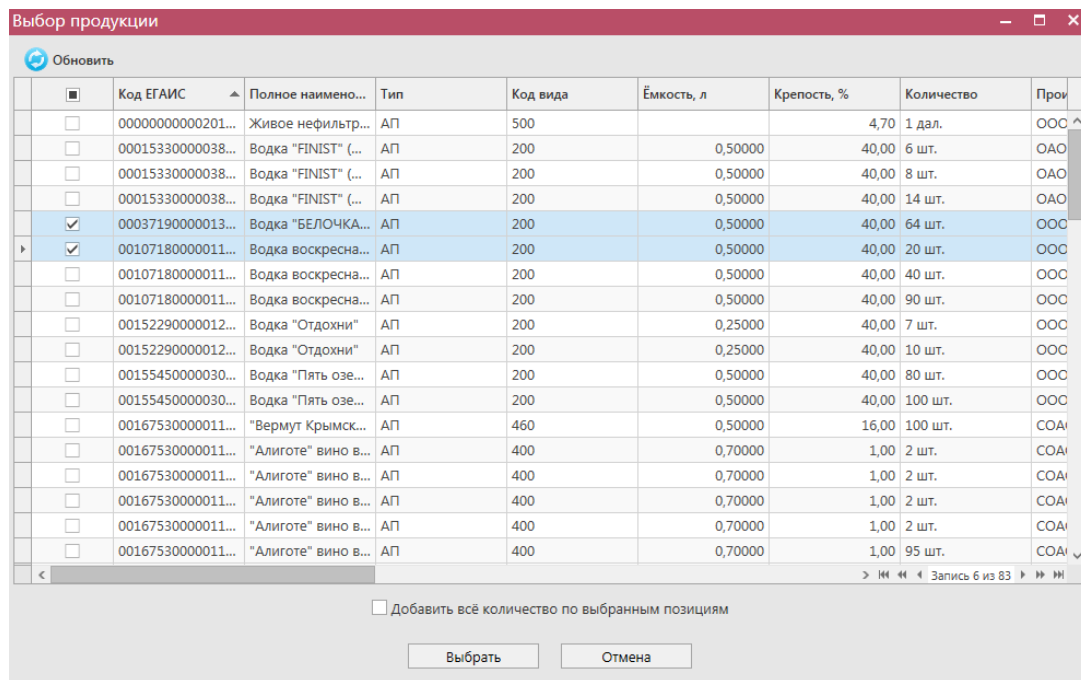 Выбор продукции
Обновить
Код ЕГАИС Полное наимено... Тип Код вида Ёмкость, л Крепость, % Количество Прои
00000000000201... Живое нефильтр... АП 500 4,70 1 дал. ООО
00015330000038... Водка "FINIST" (... АП 200 0,50000 40,00 6 шт. ОАО
00015330000038... Водка "FINIST" (... АП 200 0,50000 40,00 8 шт. ОАО
00015330000038... Водка "FINIST" (... АП 200 0,50000 40,00 14 шт. ОАО
00037190000013... Водка "БЕЛОЧКА... АП 200 0,50000 40,00 64 шт. ООО
00107180000011... Водка воскресна... АП 200 0,50000 40,00 20 шт. ООО
00107180000011... Водка воскресна... АП 200 0,50000 40,00 40 шт. ООО
00107180000011... Водка воскресна... АП 200 0,50000 40,00 90 шт. ООО
00152290000012... Водка "Отдохни" АП 200 0,25000 40,00 7 шт. ООО
00152290000012... Водка "Отдохни" АП 200 0,25000 40,00 10 шт. ООО
00155450000030... Водка "Пять озе... АП 200 0,50000 40,00 80 шт. ООО
00155450000030... Водка "Пять озе... АП 200 0,50000 40,00 100 шт. ООО
00167530000011... "Вермут Крымск... АП 460 0,50000 16,00 100 шт. СОА
00167530000011... "Алиготе" вино в... АП 400 0,70000 1,00 2 шт. СОА
00167530000011... "Алиготе" вино в... АП 400 0,70000 1,00 2 шт. СОА
00167530000011... "Алиготе" вино в... АП 400 0,70000 1,00 2 шт. СОА
00167530000011... "Алиготе" вино в... АП 400 0,70000 1,00 2 шт. СОА
00167530000011... "Алиготе" вино в... АП 400 0,70000 1,00 95 шт. СОА
Запись 6 из 83
Добавить всё количество по выбранным позициям
Выбрать Отмена